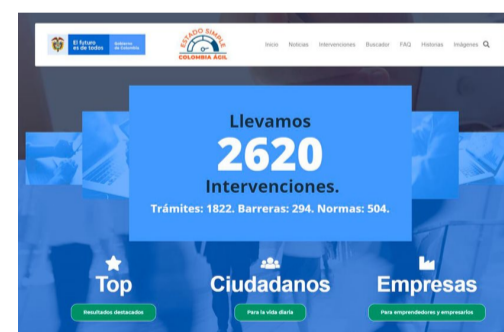 El futuro
es de todos
Gobierno
de Colombia
ESTADO SIMPLE
COLOMBIA ÁGIL
Inicio Noticias Intervenciones Buscador FAQ Historias Imágenes
Llevamos
2620
Intervenciones.
Trámites: 1822. Barreras: 294. Normas: 504.
Top Ciudadanos Empresas
Resultados destacados Para la vida diaria Para emprendedores y empresarios